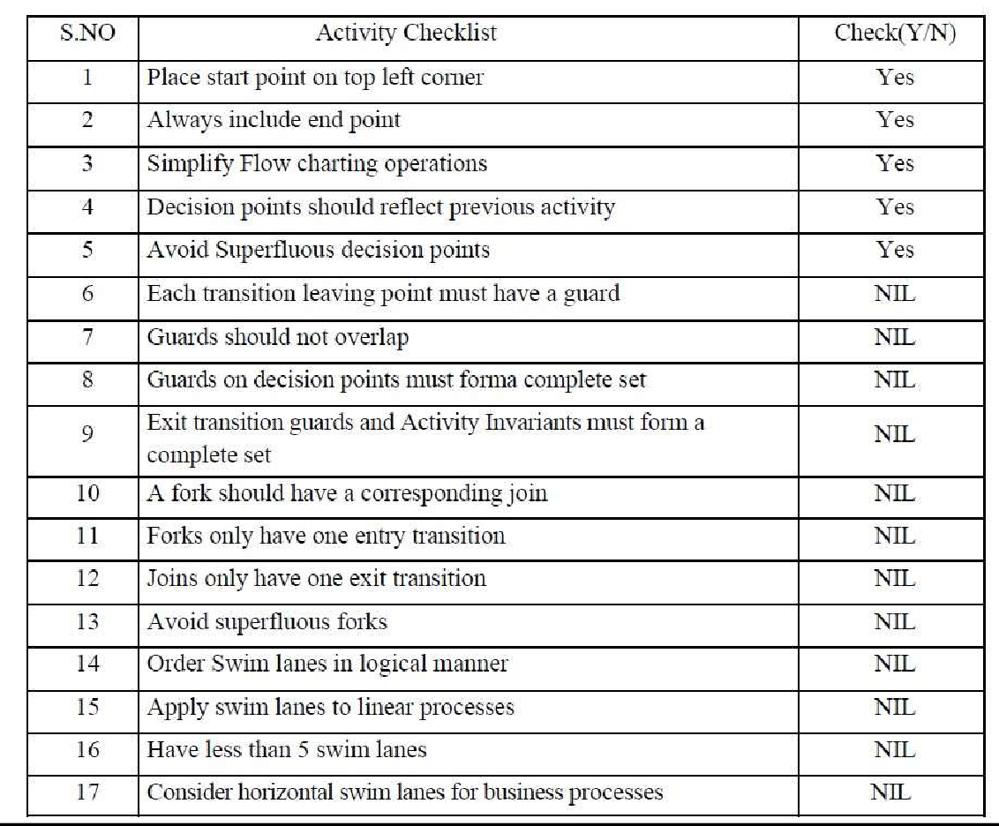 S.NO Activity Checklist Check(Y/N)
1 Place start point on top left corner Yes
2 Always include end point Yes
3 Simplify Flow charting operations Yes
4 Decision points should reflect previous activity Yes
5 Avoid Superfluous decision points Yes
6 Each transition leaving point must have a guard NIL
7 Guards should not overlap NIL
8 Guards on decision points must forma complete set NIL
9 Exit transition guards and Activity Invariants must form a
complete set NIL
10 A fork should have a corresponding join NIL
11 Forks only have one entry transition NIL
12 Joins only have one exit transition NIL
13 Avoid superfluous forks NIL
14 Order Swim lanes in logical manner NIL
15 Apply swim lanes to linear processes NIL
16 Have less than 5 swim lanes NIL
17 Consider horizontal swim lanes for business processes NIL